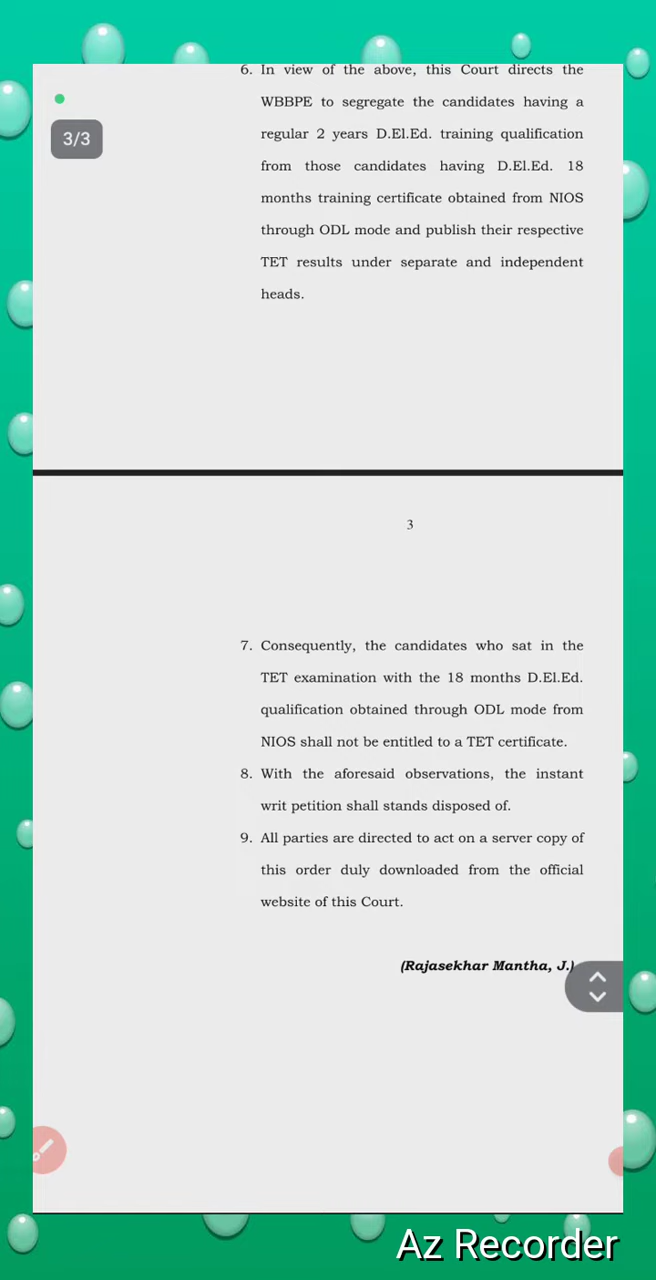 6. In view of the above, this Court directs the
3/3
WBBPE to segregate the candidates having a
regular 2 years D.El.Ed. training qualification
from those candidates having D.El.Ed. 18
months training certificate obtained from NIOS
through ODL mode and publish their respective
TET results under separate and independent
heads.
3
7. Consequently, the candidates who sat in the
TET examination with the 18 months D.El.Ed.
qualification obtained through ODL mode from
NIOS shall not be entitled to a TET certificate.
8. With the aforesaid observations, the instant
writ petition shall stands disposed of.
9. All parties are directed to act on a server copy of
this order duly downloaded from the official
website of this Court.
(Rajasekhar Mantha, J.)
Az Recorder